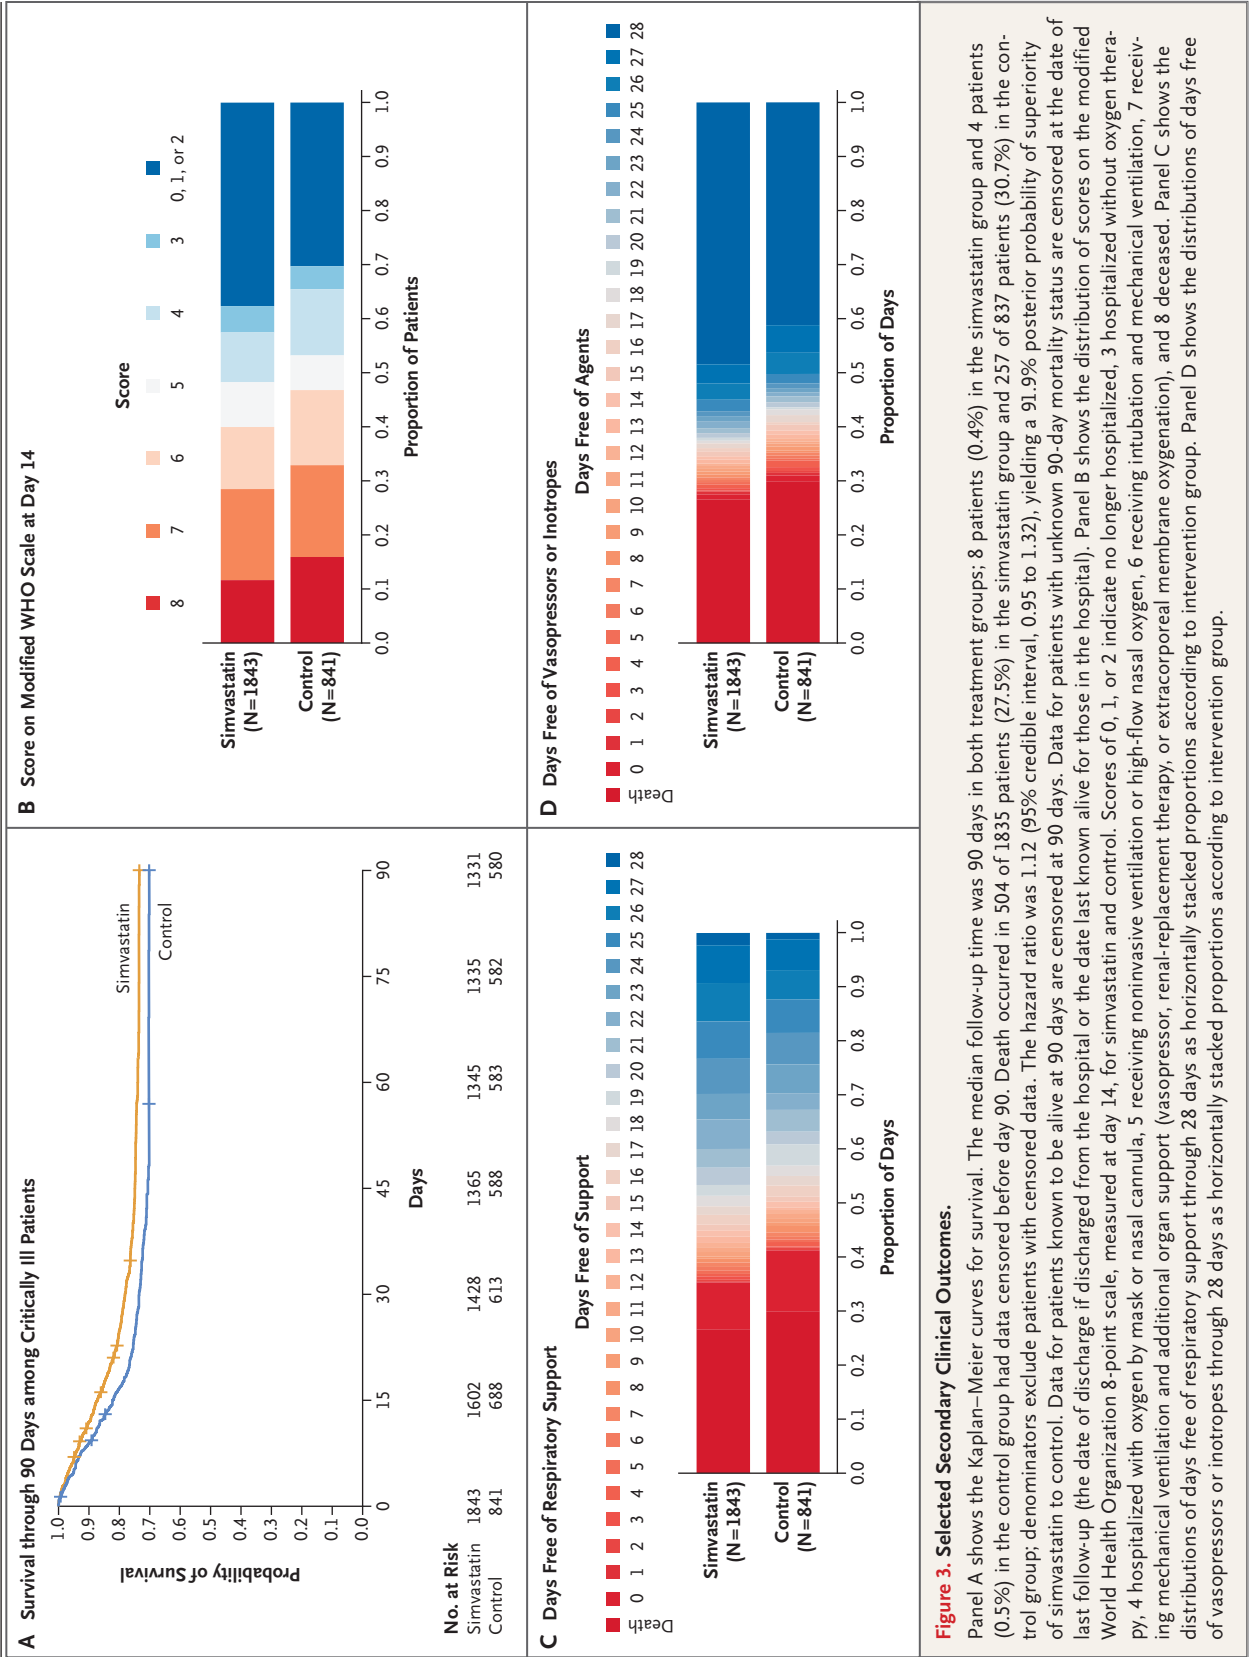 A Survival through 90 Days among Critically Ill Patients
Probability of Survival
1.0
0.9
0.8
0.7
0.6
0.5
0.4
0.3
0.2
0.1
0.0
Simvastatin
Control
0 15 30 45 60 75 90
Days
No. at Risk
Simvastatin 1843 1602 1428 1365 1345 1335 1331
Control 841 688 613 588 583 582 580
B Score on Modified WHO Scale at Day 14
Score
8 7 6 5 4 3 0, 1, or 2
Simvastatin
(N=1843)
Control
(N=841)
0.0 0.1 0.2 0.3 0.4 0.5 0.6 0.7 0.8 0.9 1.0
Proportion of Patients
C Days Free of Respiratory Support
Days Free of Support
Death 0 1 2 3 4 5 6 7 8 9 10 11 12 13 14 15 16 17 18 19 20 21 22 23 24 25 26 27 28
Simvastatin
(N=1843)
Control
(N=841)
0.0 0.1 0.2 0.3 0.4 0.5 0.6 0.7 0.8 0.9 1.0
Proportion of Days
D Days Free of Vasopressors or Inotropes
Days Free of Agents
Death 0 1 2 3 4 5 6 7 8 9 10 11 12 13 14 15 16 17 18 19 20 21 22 23 24 25 26 27 28
Simvastatin
(N=1843)
Control
(N=841)
0.0 0.1 0.2 0.3 0.4 0.5 0.6 0.7 0.8 0.9 1.0
Proportion of Days
Figure 3. Selected Secondary Clinical Outcomes.
Panel A shows the Kaplan–Meier curves for survival. The median follow-up time was 90 days in both treatment groups; 8 patients (0.4%) in the simvastatin group and 4 patients
(0.5%) in the control group had data censored before day 90. Death occurred in 504 of 1835 patients (27.5%) in the simvastatin group and 257 of 837 patients (30.7%) in the con-
trol group; denominators exclude patients with censored data. The hazard ratio was 1.12 (95% credible interval, 0.95 to 1.32), yielding a 91.9% posterior probability of superiority
of simvastatin to control. Data for patients known to be alive at 90 days are censored at 90 days. Data for patients with unknown 90-day mortality status are censored at the date of
last follow-up (the date of discharge if discharged from the hospital or the date last known alive for those in the hospital). Panel B shows the distribution of scores on the modified
World Health Organization 8-point scale, measured at day 14, for simvastatin and control. Scores of 0, 1, or 2 indicate no longer hospitalized, 3 hospitalized without oxygen thera-
py, 4 hospitalized with oxygen by mask or nasal cannula, 5 receiving noninvasive ventilation or high-flow nasal oxygen, 6 receiving intubation and mechanical ventilation, 7 receiv-
ing mechanical ventilation and additional organ support (vasopressor, renal-replacement therapy, or extracorporeal membrane oxygenation), and 8 deceased. Panel C shows the
distributions of days free of respiratory support through 28 days as horizontally stacked proportions according to intervention group. Panel D shows the distributions of days free
of vasopressors or inotropes through 28 days as horizontally stacked proportions according to intervention group.